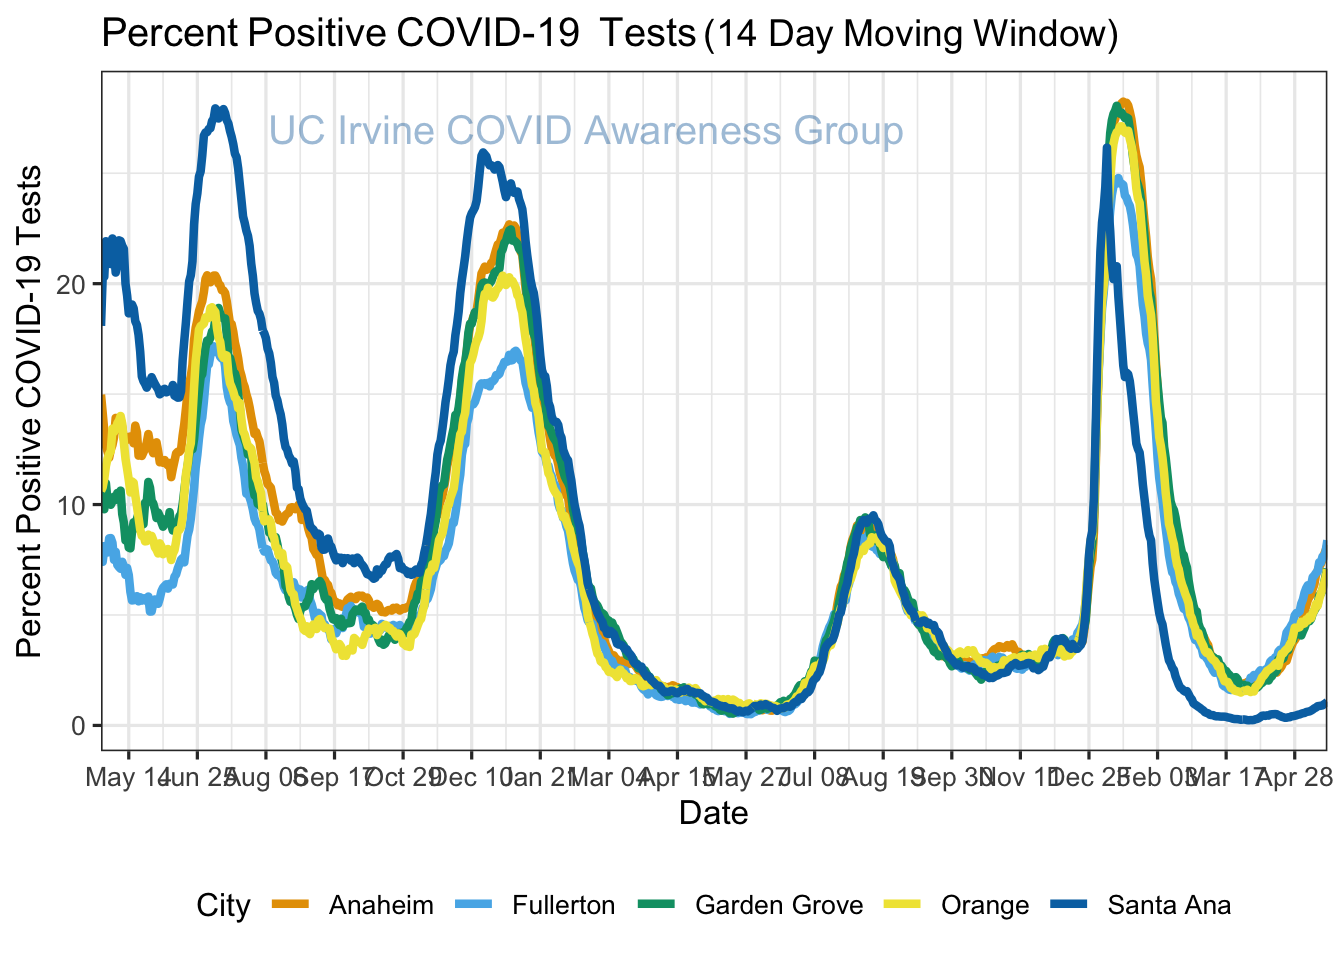 Percent Positive COVID-19 Tests (14 Day Moving Window)
UC Irvine COVID Awareness Group
Percent Positive COVID-19 Tests
20
10
0
May 14 Jun 25 Aug 06 Sep 17 Oct 29 Dec 10 Jan 21 Mar 04 Apr 15 May 27 Jul 08 Aug 19 Sep 30 Nov 11 Dec 23 Feb 03 Mar 17 Apr 28
Date
City Anaheim Fullerton Garden Grove Orange Santa Ana